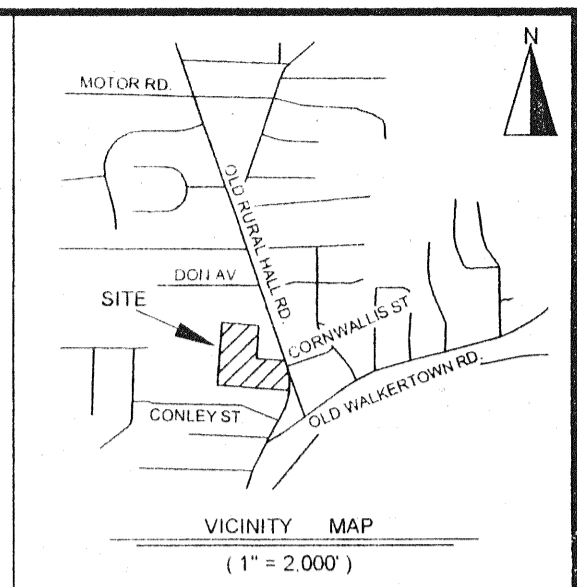 N
MOTOR RD.
OLD RURAL HALL RD.
DON AV
SITE
CORNWALLIS ST
OLD WALKERTOWN RD.
CONLEY ST.
VICINITY MAP
( 1" = 2,000' )